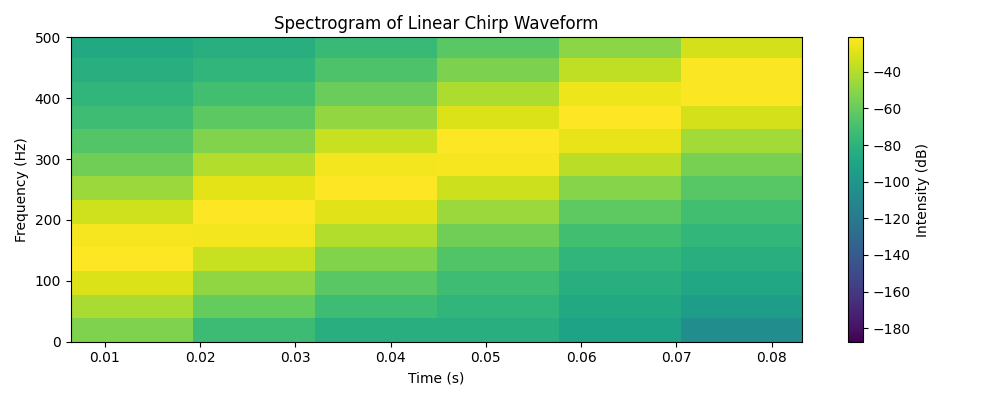 Spectrogram of Linear Chirp Waveform
Frequency (Hz)
500
400
300
200
100
0
0.01 0.02 0.03 0.04 0.05 0.06 0.07 0.08
Time (s)
−40
−60
−80
−100
−120
−140
−160
−180
Intensity (dB)